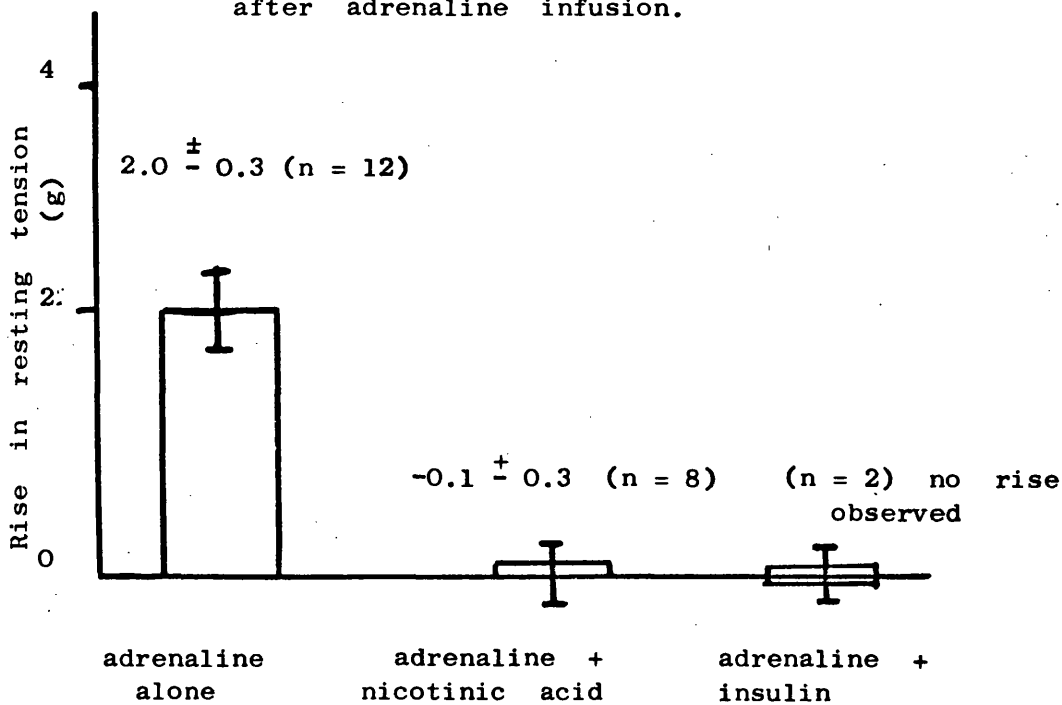 after adrenaline infusion.
Rise in resting tension
(g)
4
2
0
2.0 ± 0.3 (n = 12)
-0.1 ± 0.3 (n = 8)
(n = 2) no rise
observed
adrenaline
alone
adrenaline +
nicotinic acid
adrenaline +
insulin